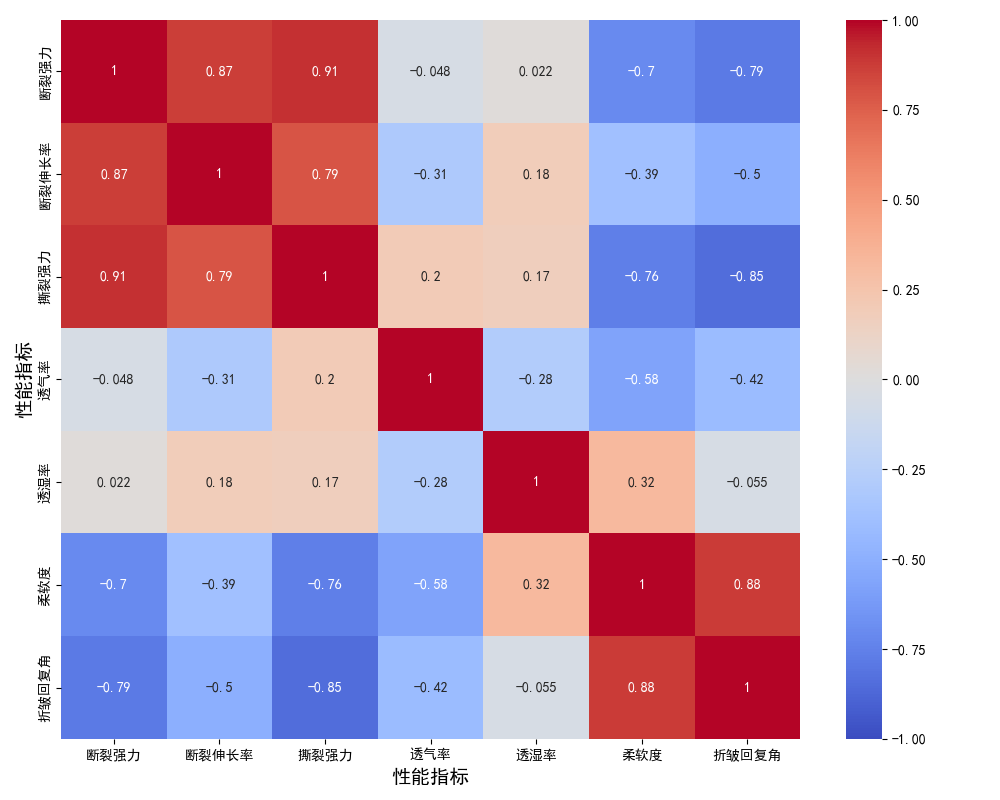 断裂强力 1 0.87 0.91 -0.048 0.022 -0.7 -0.79
断裂伸长率 0.87 1 0.79 -0.31 0.18 -0.39 -0.5
撕裂强力 0.91 0.79 1 0.2 0.17 -0.76 -0.85
透气率 -0.048 -0.31 0.2 1 -0.28 -0.58 -0.42
透湿率 0.022 0.18 0.17 -0.28 1 0.32 -0.055
柔软度 -0.7 -0.39 -0.76 -0.58 0.32 1 0.88
折皱回复角 -0.79 -0.5 -0.85 -0.42 -0.055 0.88 1
性能指标
断裂强力 断裂伸长率 撕裂强力 透气率 透湿率 柔软度 折皱回复角
性能指标
1.00
0.75
0.50
0.25
0.00
-0.25
-0.50
-0.75
-1.00